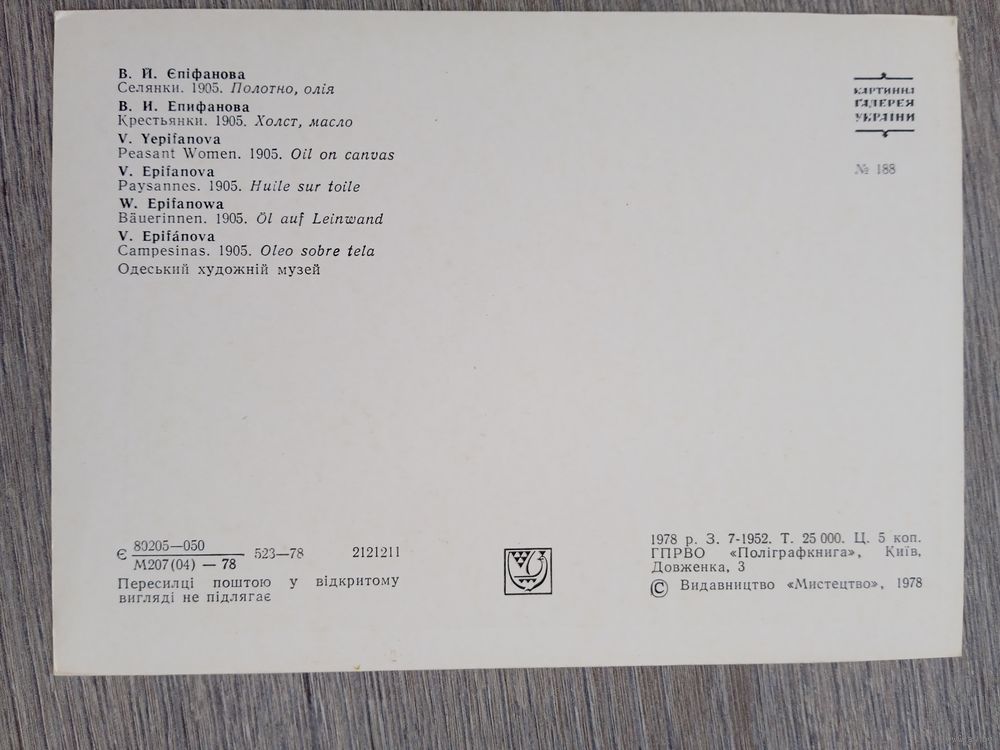 В. Й. Єпіфанова
Селянки. 1905. Полотно, олія
В. И. Епифанова
Крестьянки. 1905. Холст, масло
V. Yepifanova
Peasant Women. 1905. Oil on canvas
V. Epifanova
Paysannes. 1905. Huile sur toile
W. Epifanowa
Bäuerinnen. 1905. Öl auf Leinwand
V. Epifánova
Campesinas. 1905. Oleo sobre tela
Одеський художній музей
КАРТИННА
ГАЛЕРЕЯ
УКРАЇНИ
№ 188
Є 80205—050
М207(04) — 78
523—78 2121211
Пересилці поштою у відкритому
вигляді не підлягає
1978 р. З. 7-1952. Т. 25 000. Ц. 5 коп.
ГПРВО «Поліграфкнига», Київ,
Довженка, 3
© Видавництво «Мистецтво», 1978